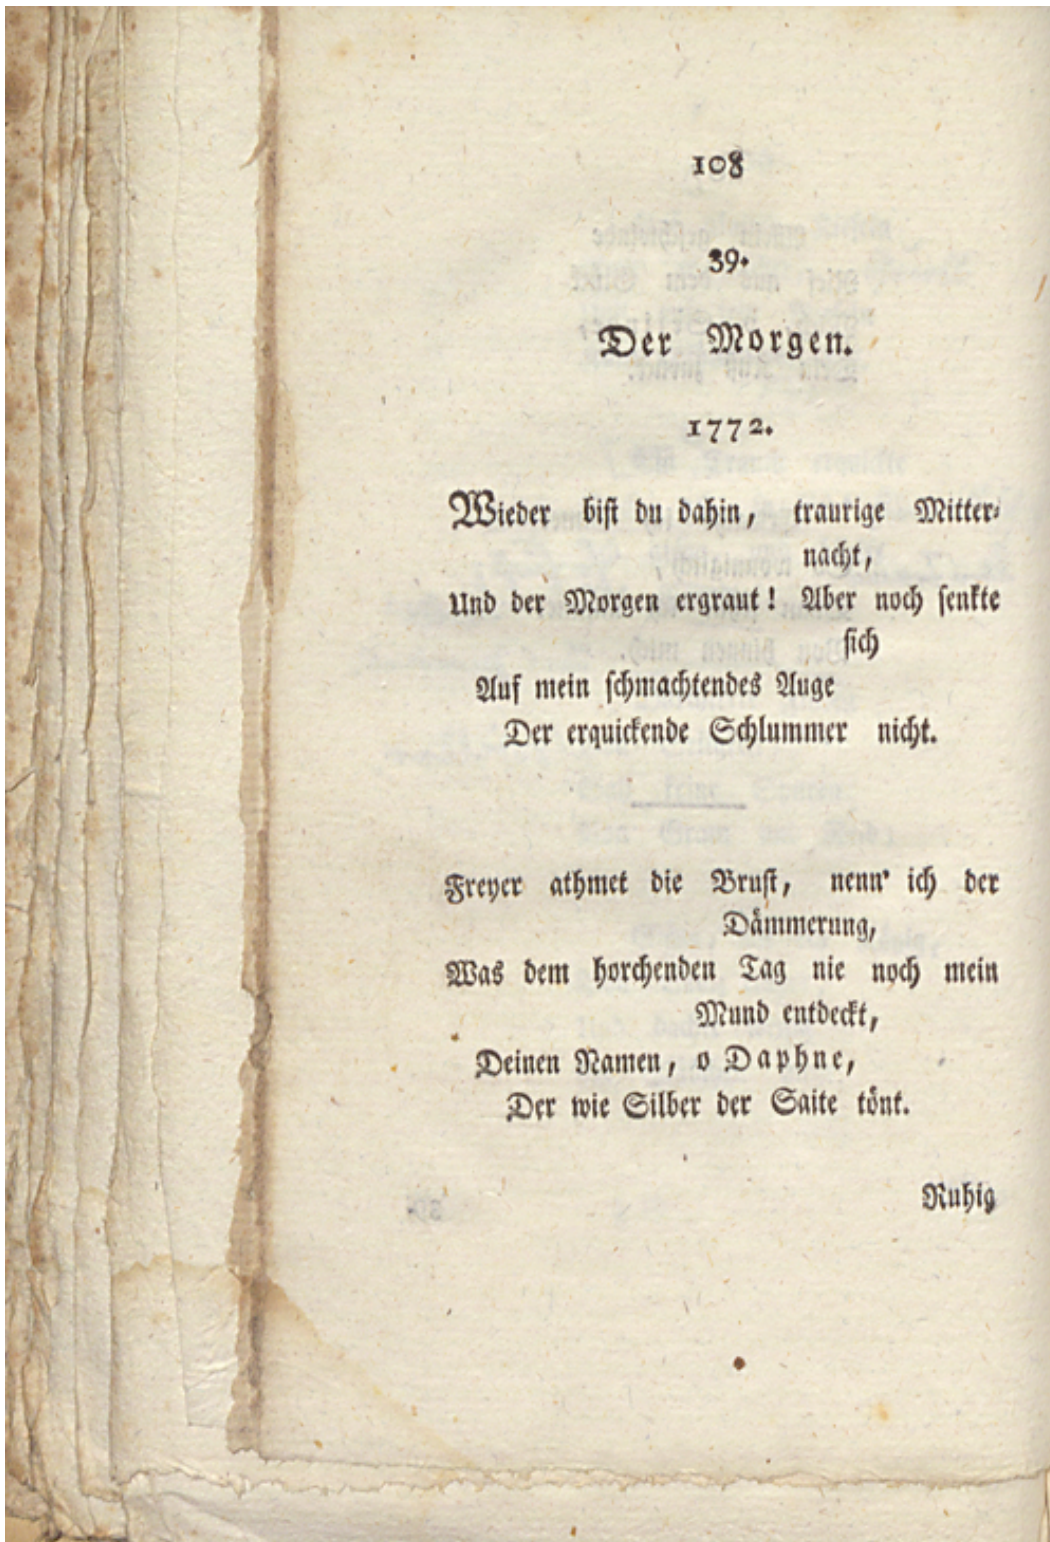 108
39.
Der Morgen.
1772.
Wieder bist du dahin, traurige Mitter-
nacht,
Und der Morgen ergraut! Aber noch senkte
sich
Auf mein schmachtendes Auge
Der erquickende Schlummer nicht.
Freyer athmet die Brust, nenn' ich der
Dämmerung,
Was dem horchenden Tag nie noch mein
Mund entdeckt,
Deinen Namen, o Daphne,
Der wie Silber der Saite tönt.
Ruhig